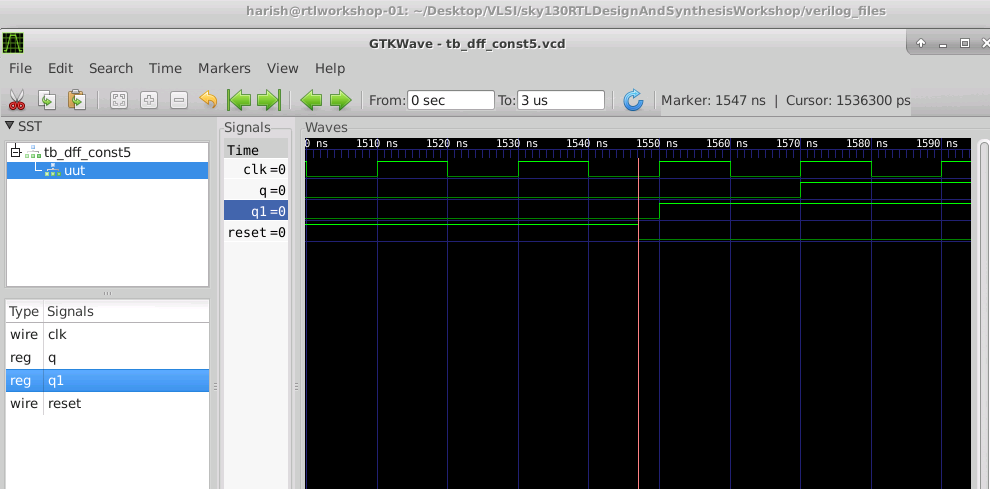 harish@rtlworkshop-01: ~/Desktop/VLSI/sky130RTLDesignAndSynthesisWorkshop/verilog_files
GTKWave - tb_dff_const5.vcd
File Edit Search Time Markers View Help
From: 0 sec To: 3 us Marker: 1547 ns | Cursor: 1536300 ps
SST
tb_dff_const5
uut
Type Signals
wire clk
reg q
reg q1
wire reset
Signals
Time
clk=0
q=0
q1=0
reset=0
Waves
0 ns 1510 ns 1520 ns 1530 ns 1540 ns 1550 ns 1560 ns 1570 ns 1580 ns 1590 ns